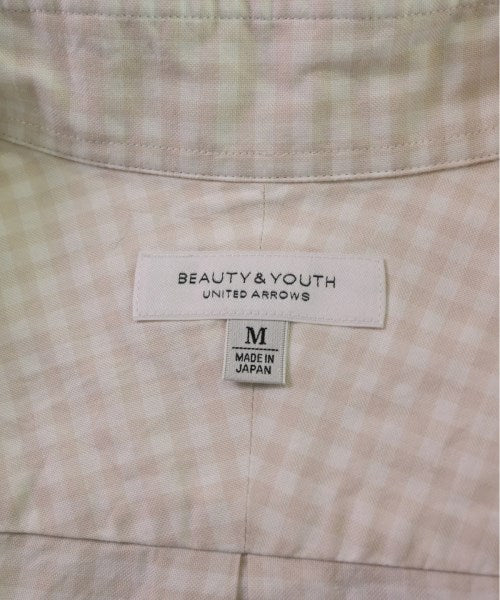 BEAUTY & YOUTH
UNITED ARROWS
M
MADE IN
JAPAN